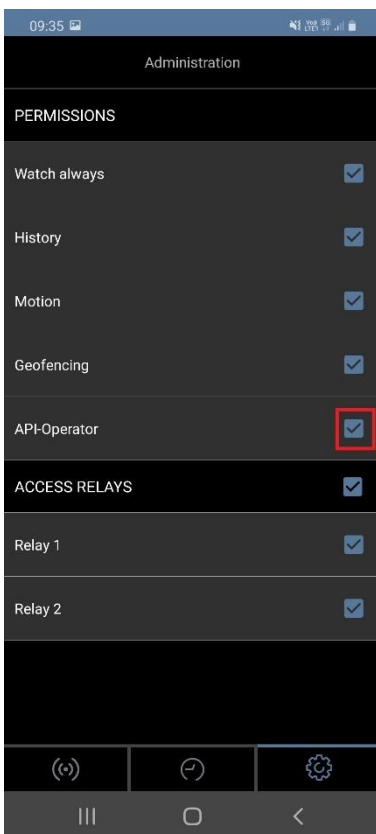 09:35
Administration
PERMISSIONS
Watch always
History
Motion
Geofencing
API-Operator
ACCESS RELAYS
Relay 1
Relay 2